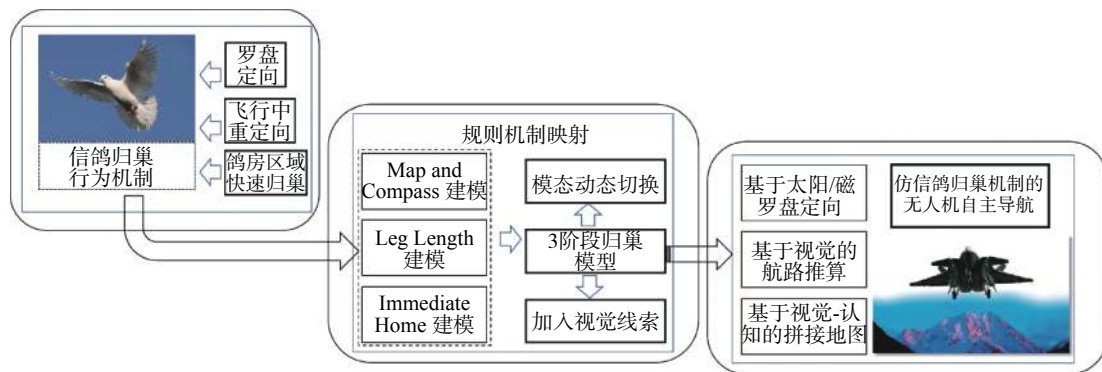 罗盘
定向
飞行中
重定向
鸽房区域
快速归巢
信鸽归巢
行为机制
规则机制映射
Map and
Compass 建模
Leg Length
建模
Immediate
Home 建模
模态动态切换
3阶段归巢
模型
加入视觉线索
基于太阳/磁
罗盘定向
基于视觉的
航路推算
基于视觉-认
知的拼接地图
仿信鸽归巢机制的
无人机自主导航